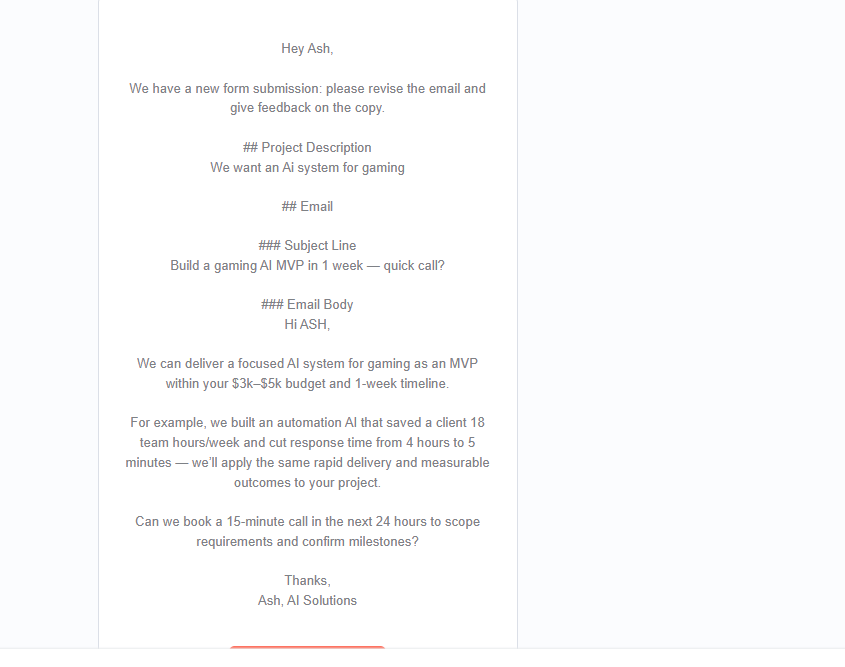 Hey Ash,
We have a new form submission: please revise the email and
give feedback on the copy.
## Project Description
We want an Ai system for gaming
## Email
### Subject Line
Build a gaming AI MVP in 1 week — quick call?
### Email Body
Hi ASH,
We can deliver a focused AI system for gaming as an MVP
within your $3k–$5k budget and 1-week timeline.
For example, we built an automation AI that saved a client 18
team hours/week and cut response time from 4 hours to 5
minutes — we’ll apply the same rapid delivery and measurable
outcomes to your project.
Can we book a 15-minute call in the next 24 hours to scope
requirements and confirm milestones?
Thanks,
Ash, AI Solutions